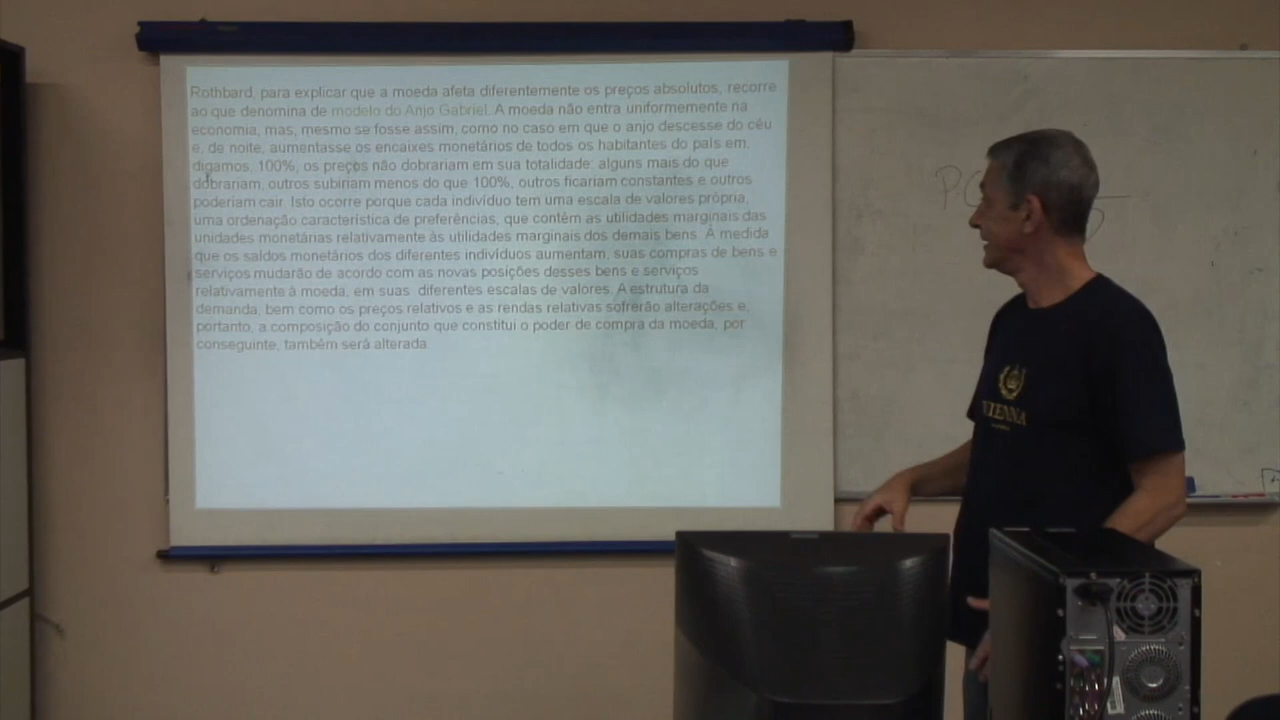 Rothbard, para explicar que a moeda afeta diferentemente os preços absolutos, recorre
ao que denomina de modelo do Anjo Gabriel. A moeda não entra uniformemente na
economia, mas, mesmo se fosse assim, como no caso em que o anjo descesse do céu
e, de noite, aumentasse os encaixes monetários de todos os habitantes do país em,
digamos, 100%, os preços não dobrariam em sua totalidade: alguns mais do que
dobrariam, outros subiriam menos do que 100%, outros ficariam constantes e outros
poderiam cair. Isto ocorre porque cada indivíduo tem uma escala de valores própria,
uma ordenação característica de preferências, que contêm as utilidades marginais das
unidades monetárias relativamente às utilidades marginais dos demais bens. À medida
que os saldos monetários dos diferentes indivíduos aumentam, suas compras de bens e
serviços mudarão de acordo com as novas posições desses bens e serviços
relativamente à moeda, em suas diferentes escalas de valores. A estrutura da
demanda, bem como os preços relativos e as rendas relativas sofrerão alterações e,
portanto, a composição do conjunto que constitui o poder de compra da moeda, por
conseguinte, também será alterada.
VIENNA